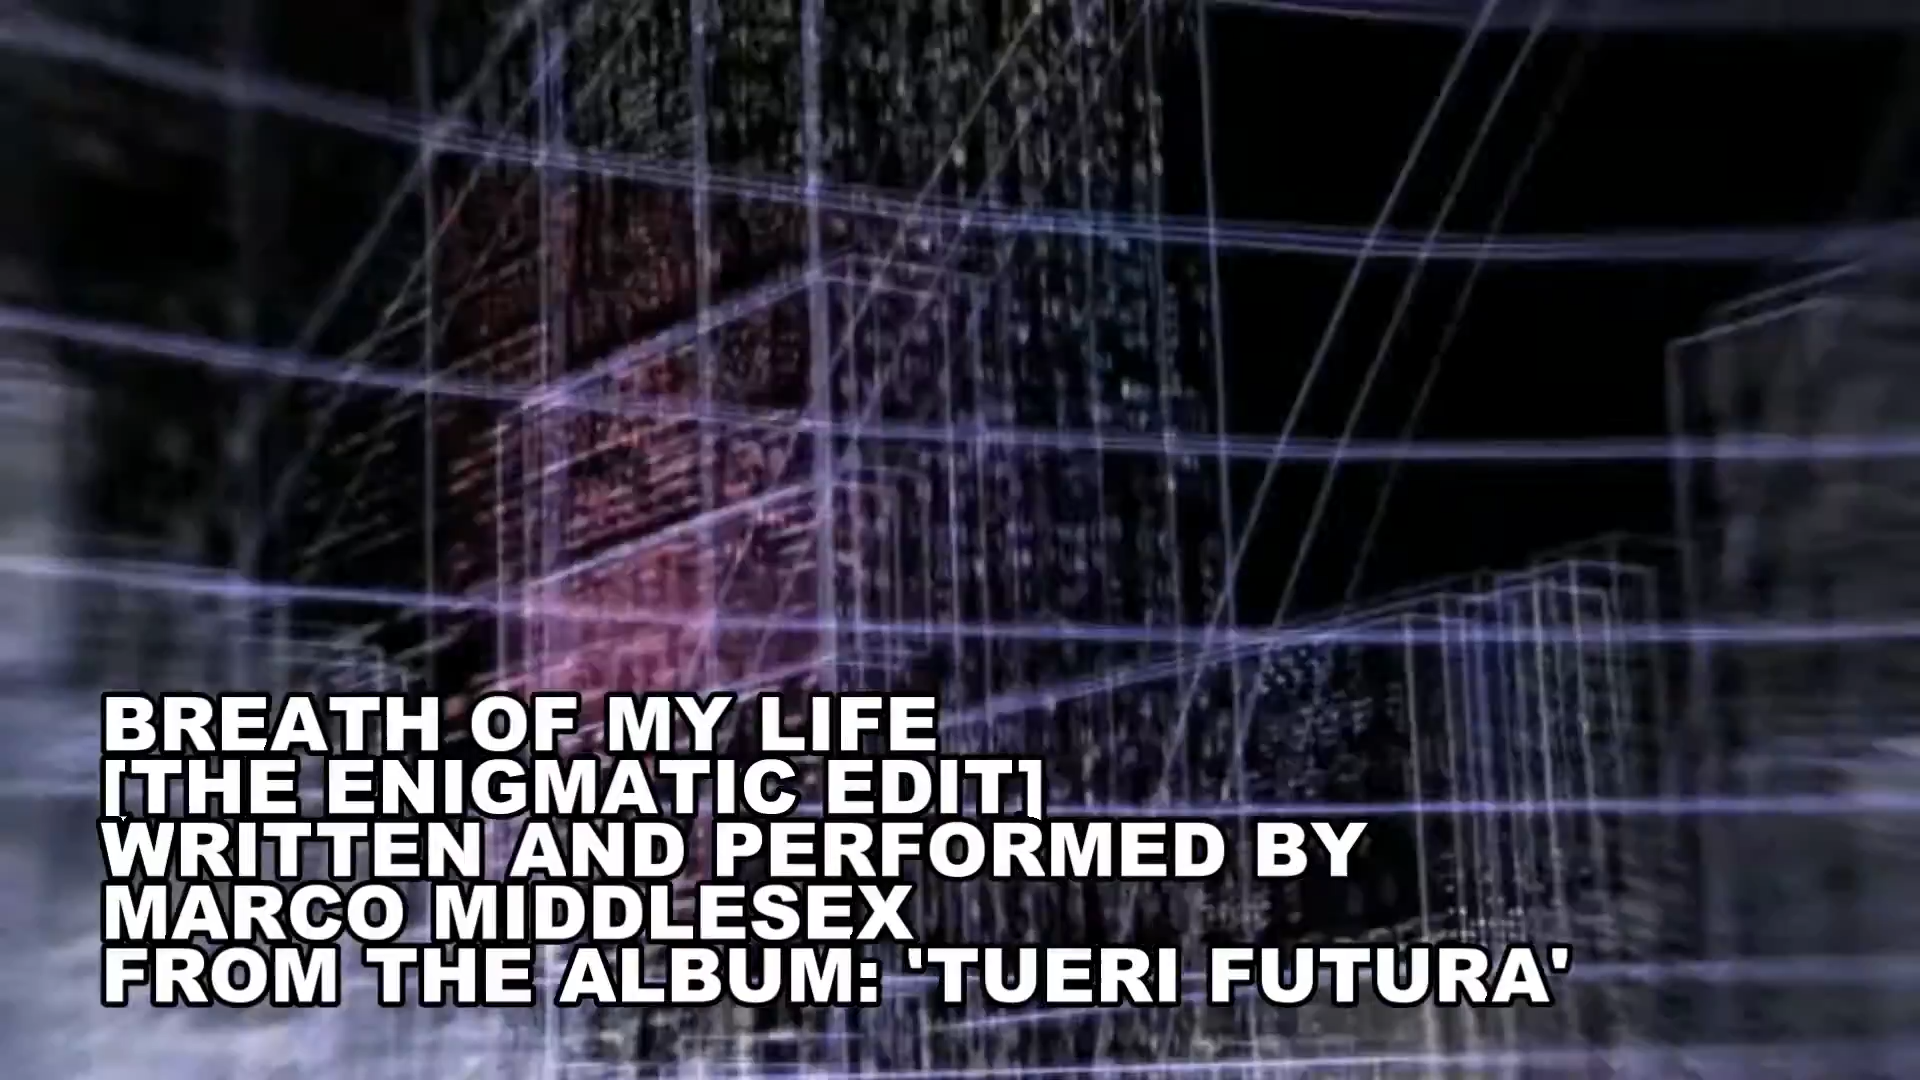 BREATH OF MY LIFE
[THE ENIGMATIC EDIT]
WRITTEN AND PERFORMED BY
MARCO MIDDLESEX
FROM THE ALBUM: 'TUERI FUTURA'